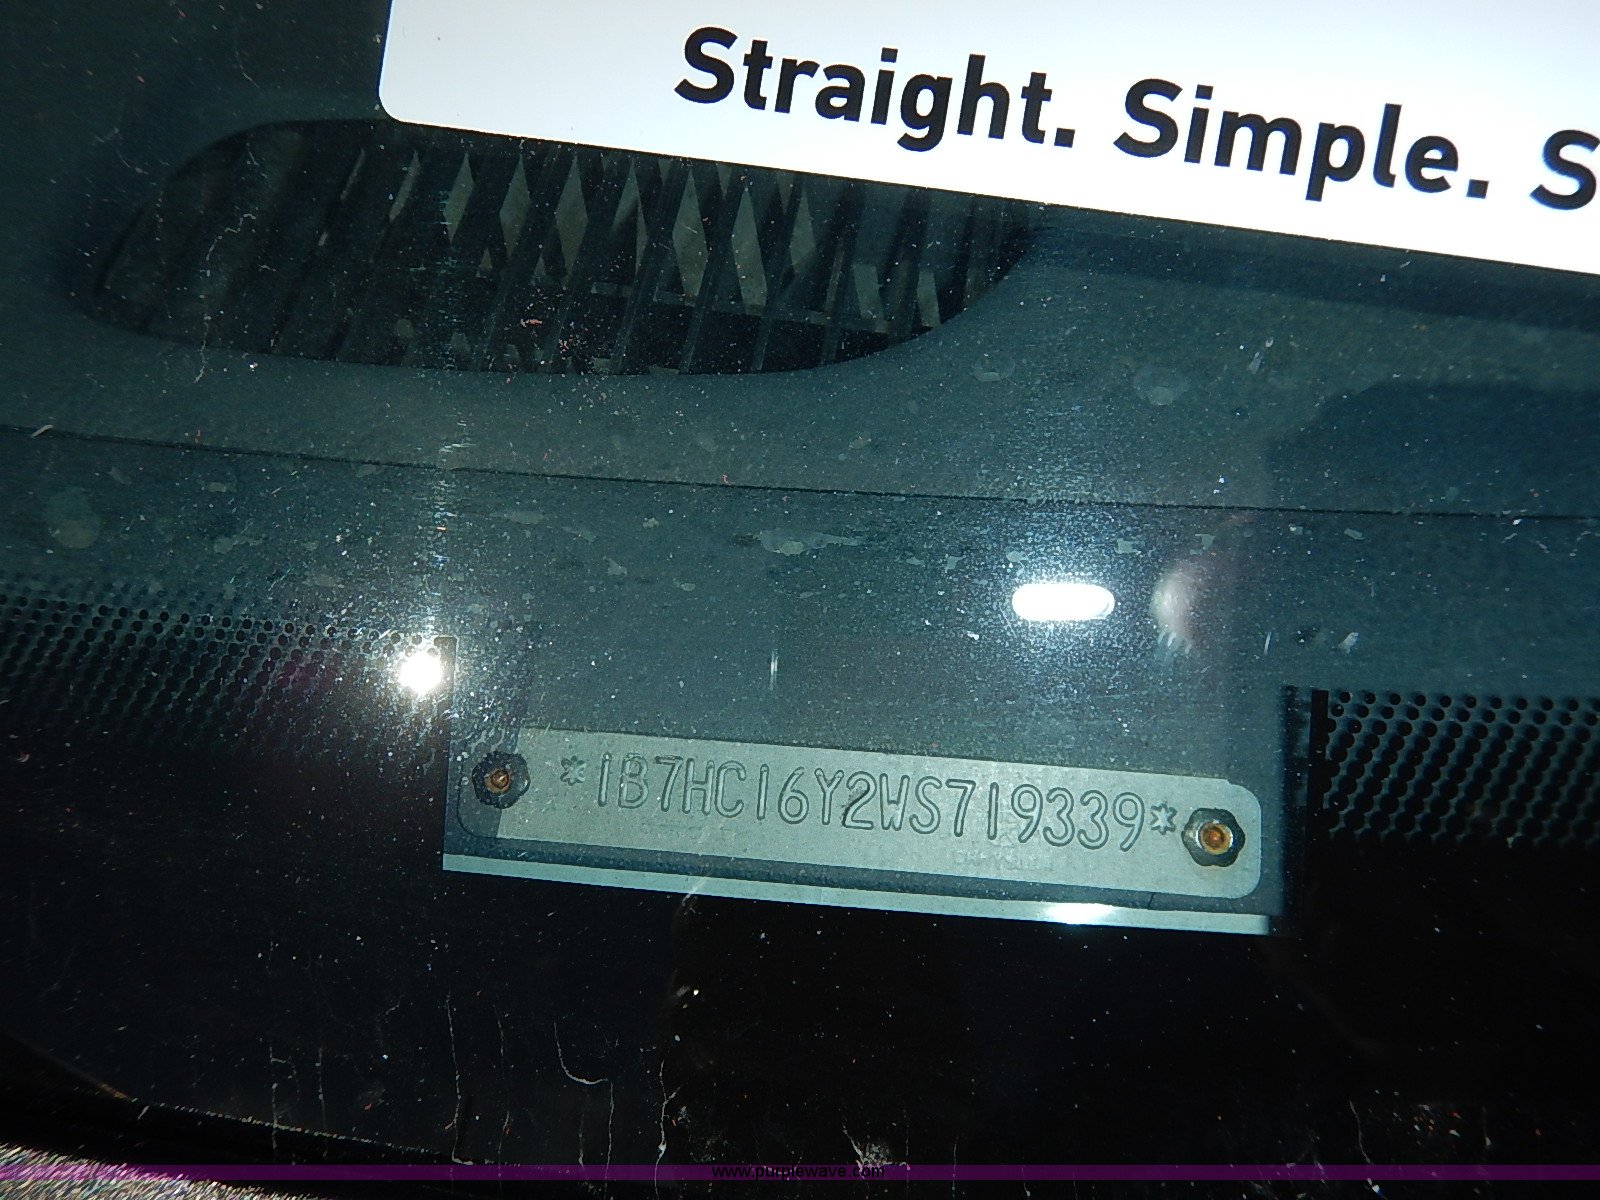 Straight. Simple. S
*1B7HC16Y2WS719339*
www.purplewave.com